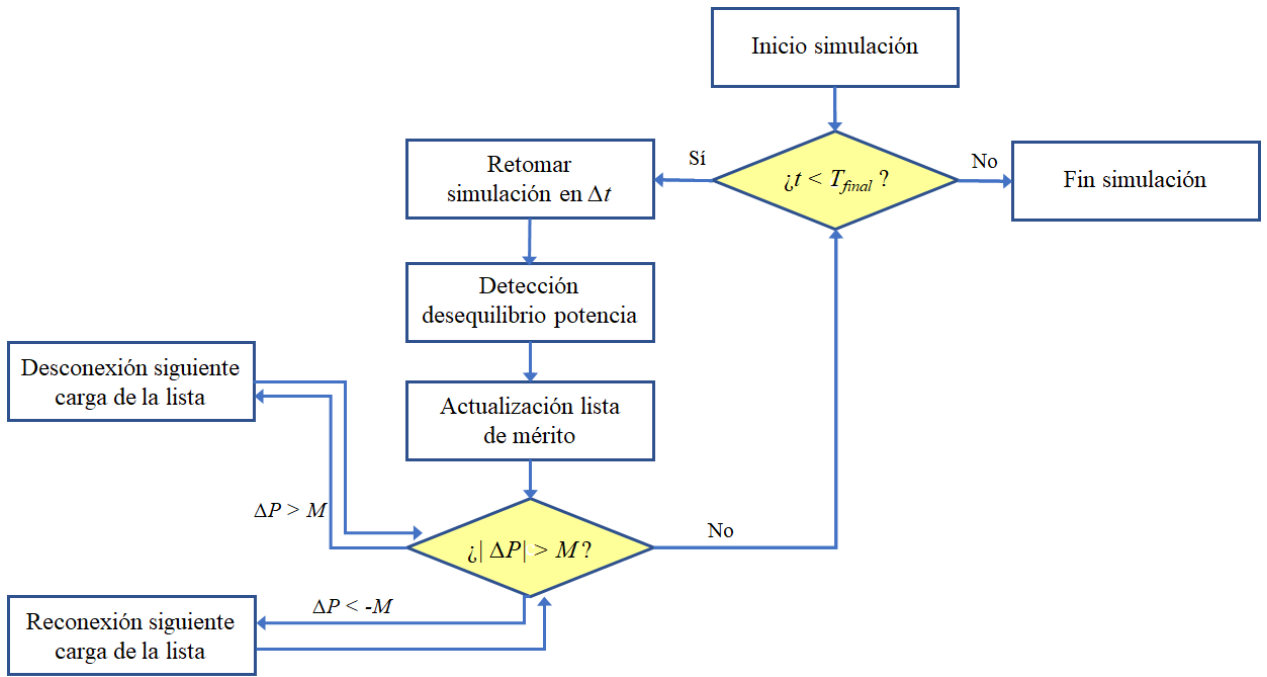 Inicio simulación
¿t < Tfinal ?
Sí
No
Fin simulación
Retomar
simulación en Δt
Detección
desequilibrio potencia
Actualización lista
de mérito
¿| ΔP| > M?
No
ΔP > M
Desconexión siguiente
carga de la lista
ΔP < -M
Reconexión siguiente
carga de la lista